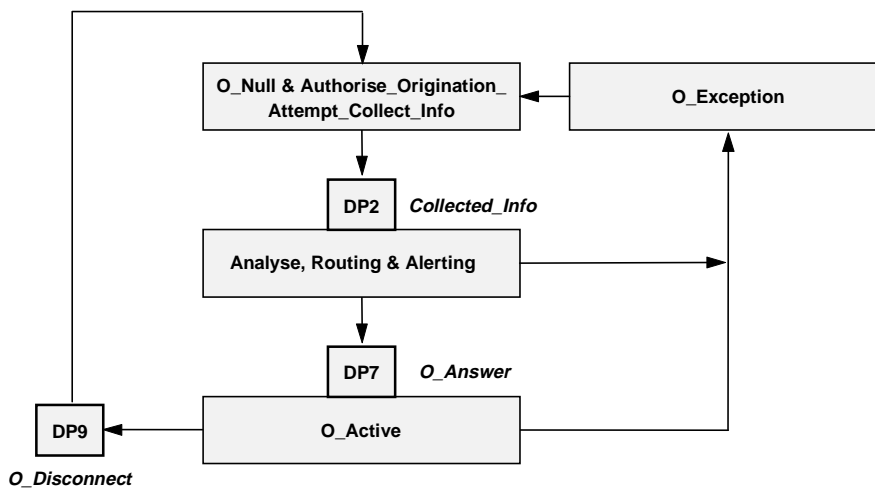 O_Null & Authorise_Origination_
Attempt_Collect_Info
O_Exception
DP2
Collected_Info
Analyse, Routing & Alerting
DP7
O_Answer
DP9
O_Active
O_Disconnect